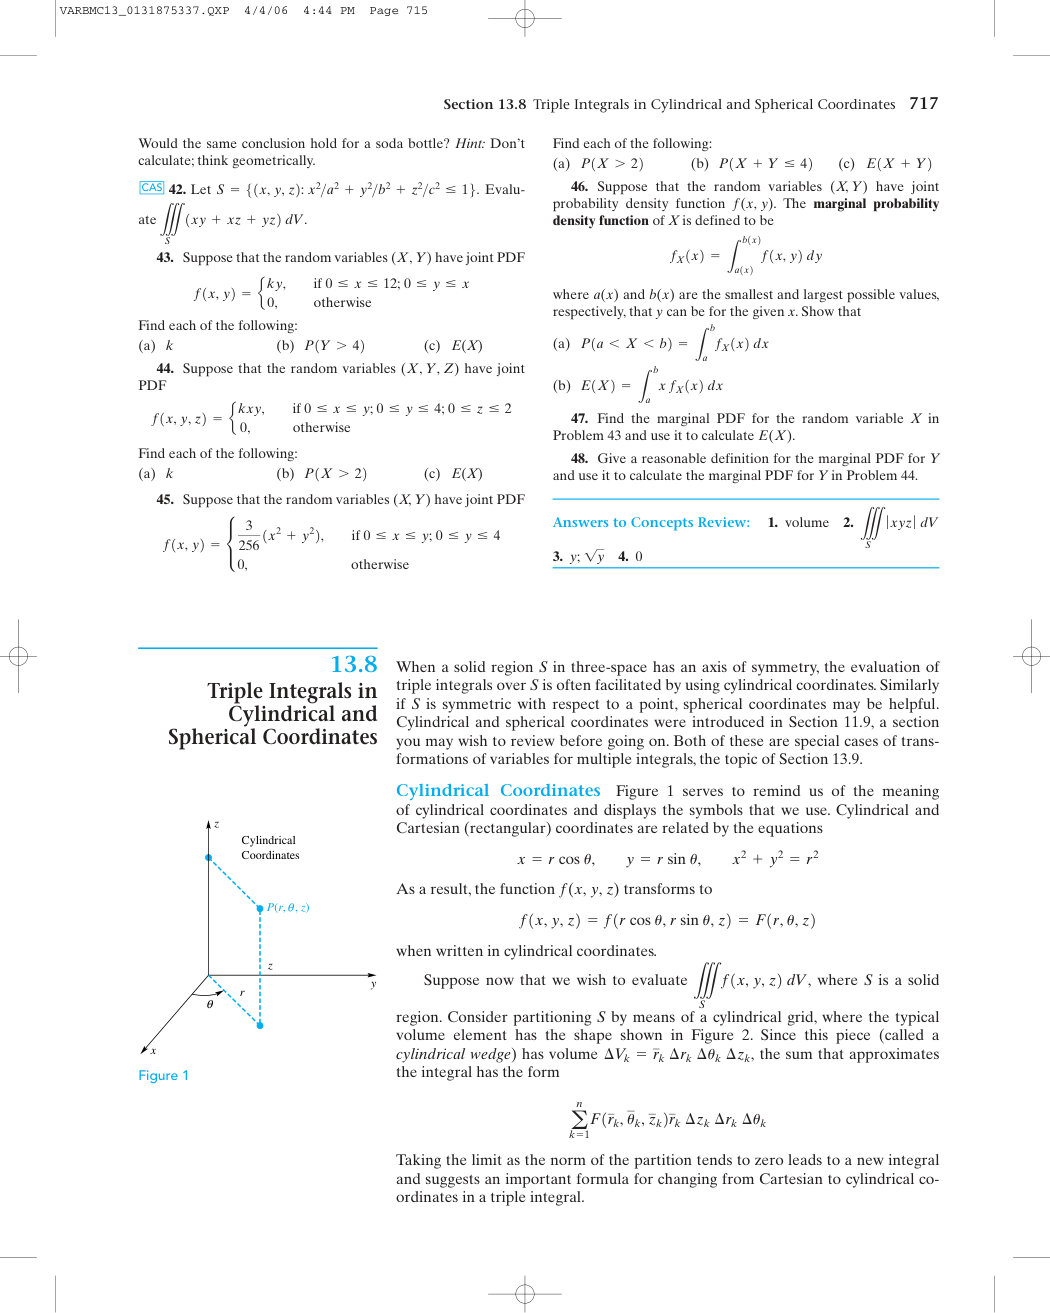 VARBMC13_0131875337.QXP 4/4/06 4:44 PM Page 715
Section 13.8 Triple Integrals in Cylindrical and Spherical Coordinates 717
Would the same conclusion hold for a soda bottle? Hint: Don't
calculate; think geometrically.
CAS 42. Let S = {(x, y, z): x²/a² + y²/b² + z²/c² ≤ 1}. Evalu-
ate ∭_S (xy + xz + yz) dV.
43. Suppose that the random variables (X, Y) have joint PDF
f(x, y) = { ky, if 0 ≤ x ≤ 12; 0 ≤ y ≤ x
0, otherwise
Find each of the following:
(a) k (b) P(Y > 4) (c) E(X)
44. Suppose that the random variables (X, Y, Z) have joint
PDF
f(x, y, z) = { kxy, if 0 ≤ x ≤ y; 0 ≤ y ≤ 4; 0 ≤ z ≤ 2
0, otherwise
Find each of the following:
(a) k (b) P(X > 2) (c) E(X)
45. Suppose that the random variables (X, Y) have joint PDF
f(x, y) = { 3/256 (x² + y²), if 0 ≤ x ≤ y; 0 ≤ y ≤ 4
0, otherwise
Find each of the following:
(a) P(X > 2) (b) P(X + Y ≤ 4) (c) E(X + Y)
46. Suppose that the random variables (X, Y) have joint
probability density function f(x, y). The marginal probability
density function of X is defined to be
f_X(x) = ∫_{a(x)}^{b(x)} f(x, y) dy
where a(x) and b(x) are the smallest and largest possible values,
respectively, that y can be for the given x. Show that
(a) P(a < X < b) = ∫_a^b f_X(x) dx
(b) E(X) = ∫_a^b x f_X(x) dx
47. Find the marginal PDF for the random variable X in
Problem 43 and use it to calculate E(X).
48. Give a reasonable definition for the marginal PDF for Y
and use it to calculate the marginal PDF for Y in Problem 44.
Answers to Concepts Review: 1. volume 2. ∭_S |xyz| dV
3. y; √y 4. 0
13.8
Triple Integrals in
Cylindrical and
Spherical Coordinates
When a solid region S in three-space has an axis of symmetry, the evaluation of
triple integrals over S is often facilitated by using cylindrical coordinates. Similarly
if S is symmetric with respect to a point, spherical coordinates may be helpful.
Cylindrical and spherical coordinates were introduced in Section 11.9, a section
you may wish to review before going on. Both of these are special cases of trans-
formations of variables for multiple integrals, the topic of Section 13.9.
Cylindrical Coordinates Figure 1 serves to remind us of the meaning
of cylindrical coordinates and displays the symbols that we use. Cylindrical and
Cartesian (rectangular) coordinates are related by the equations
x = r cos θ, y = r sin θ, x² + y² = r²
As a result, the function f(x, y, z) transforms to
f(x, y, z) = f(r cos θ, r sin θ, z) = F(r, θ, z)
when written in cylindrical coordinates.
Suppose now that we wish to evaluate ∭_S f(x, y, z) dV, where S is a solid
region. Consider partitioning S by means of a cylindrical grid, where the typical
volume element has the shape shown in Figure 2. Since this piece (called a
cylindrical wedge) has volume ΔV_k = r̄_k Δr_k Δθ_k Δz_k, the sum that approximates
the integral has the form
∑_{k=1}^{n} F(r̄_k, θ̄_k, z̄_k) r̄_k Δz_k Δr_k Δθ_k
Taking the limit as the norm of the partition tends to zero leads to a new integral
and suggests an important formula for changing from Cartesian to cylindrical co-
ordinates in a triple integral.
z
Cylindrical
Coordinates
P(r, θ, z)
z
y
r
θ
x
Figure 1